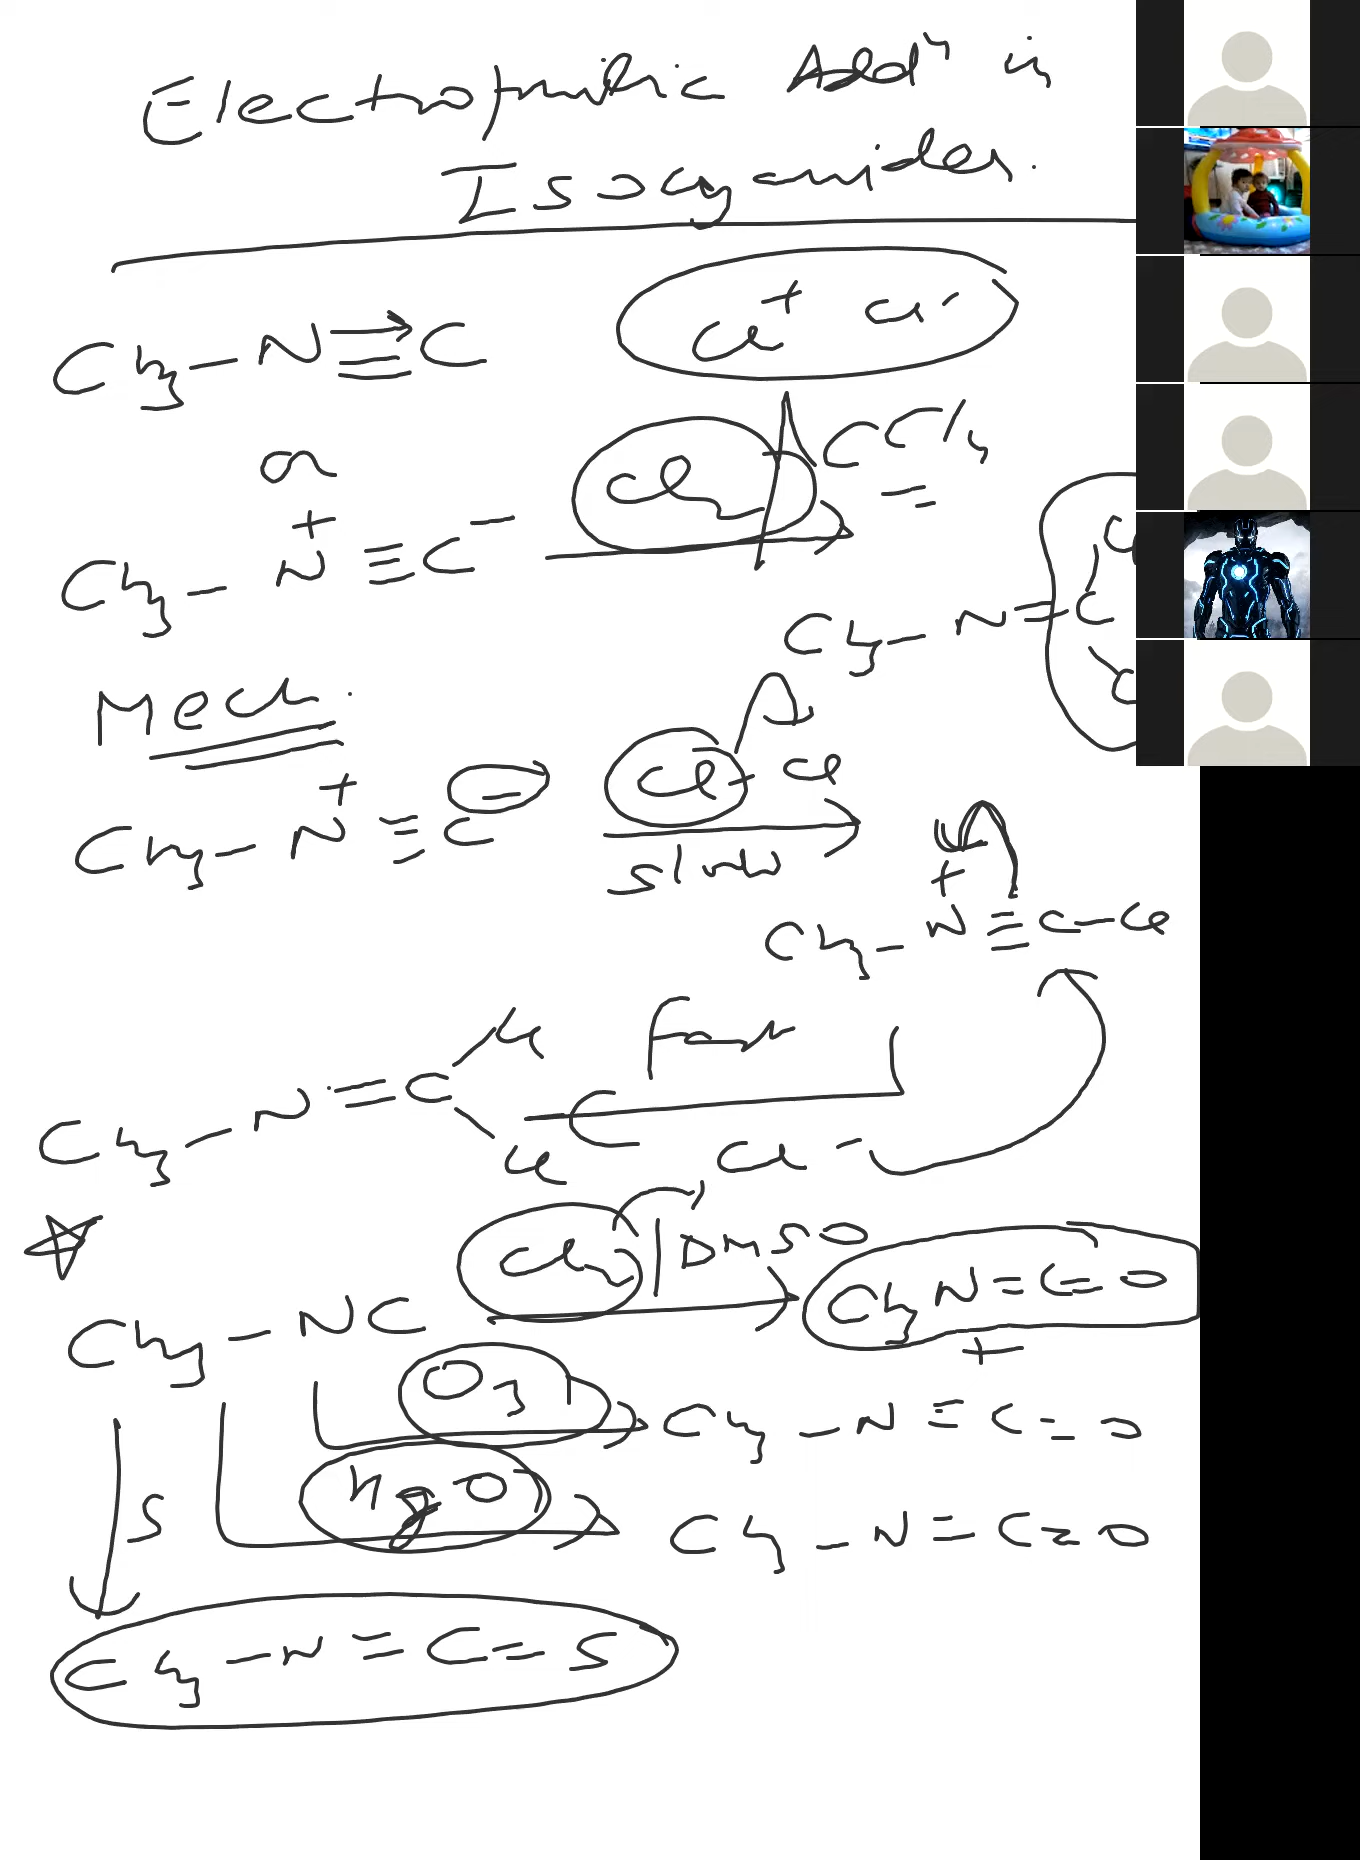 Electrophilic Addⁿ in
Isocyanides.
CH₃-N≡C
Cl⁺ Cl⁻
or
CH₃-N⁺≡C⁻
Cl₂ CCl₄
CH₃-N=C
Mech.
CH₃-N⁺≡C⁻
Cl-Cl
slow
CH₃-N⁺≡C-Cl
fast
CH₃-N=C
Cl
Cl
Cl⁻
CH₃-NC
Cl₂ | DMSO
CH₃N=C=O
+
O₃
CH₃-N=C=O
HgO
CH₃-N=C=O
S
CH₃-N=C=S